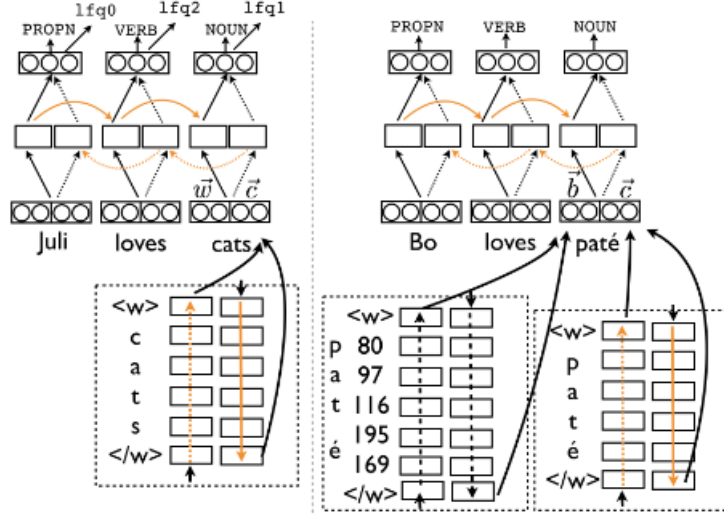 lfq0 lfq2 lfq1
PROPN VERB NOUN
w c
Juli loves cats
<w>
c
a
t
s
</w>
PROPN VERB NOUN
b c
Bo loves paté
<w>
p 80
a 97
t 116
é 195
169
</w>
<w>
p
a
t
é
</w>